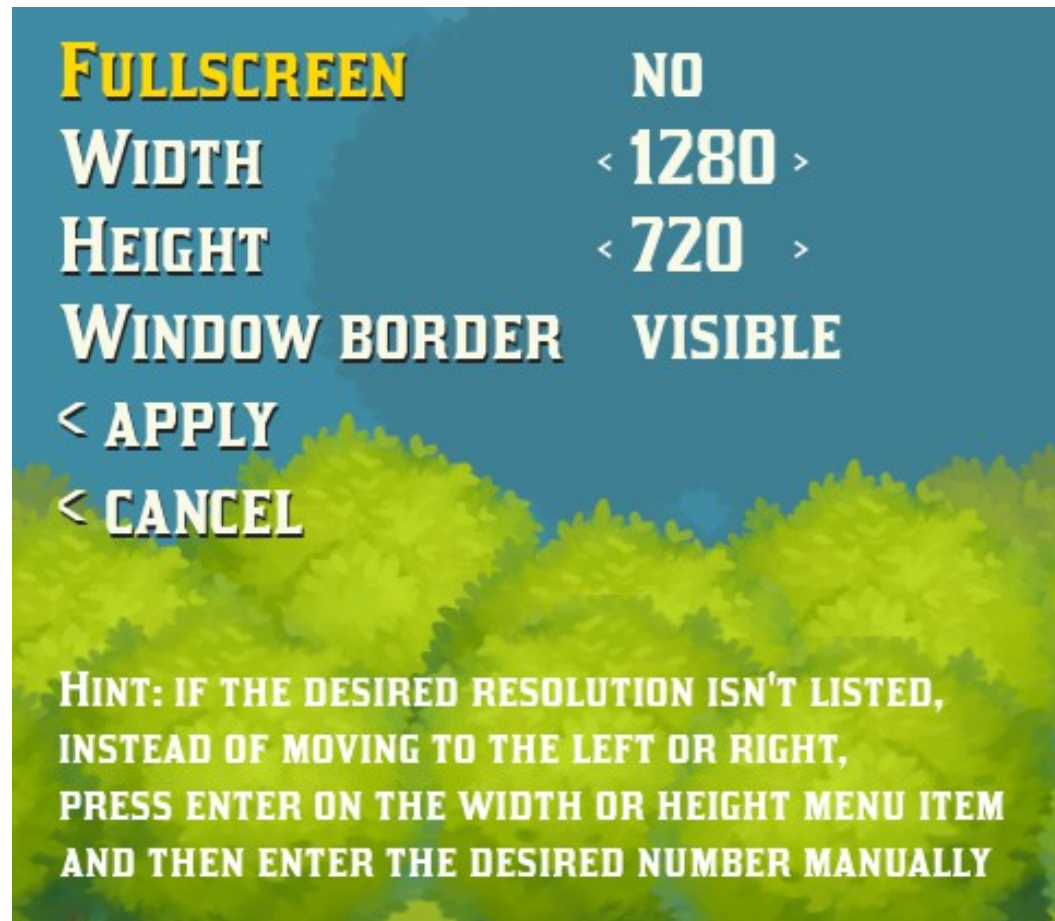 FULLSCREEN NO
WIDTH < 1280 >
HEIGHT < 720 >
WINDOW BORDER VISIBLE
< APPLY
< CANCEL
HINT: IF THE DESIRED RESOLUTION ISN'T LISTED,
INSTEAD OF MOVING TO THE LEFT OR RIGHT,
PRESS ENTER ON THE WIDTH OR HEIGHT MENU ITEM
AND THEN ENTER THE DESIRED NUMBER MANUALLY